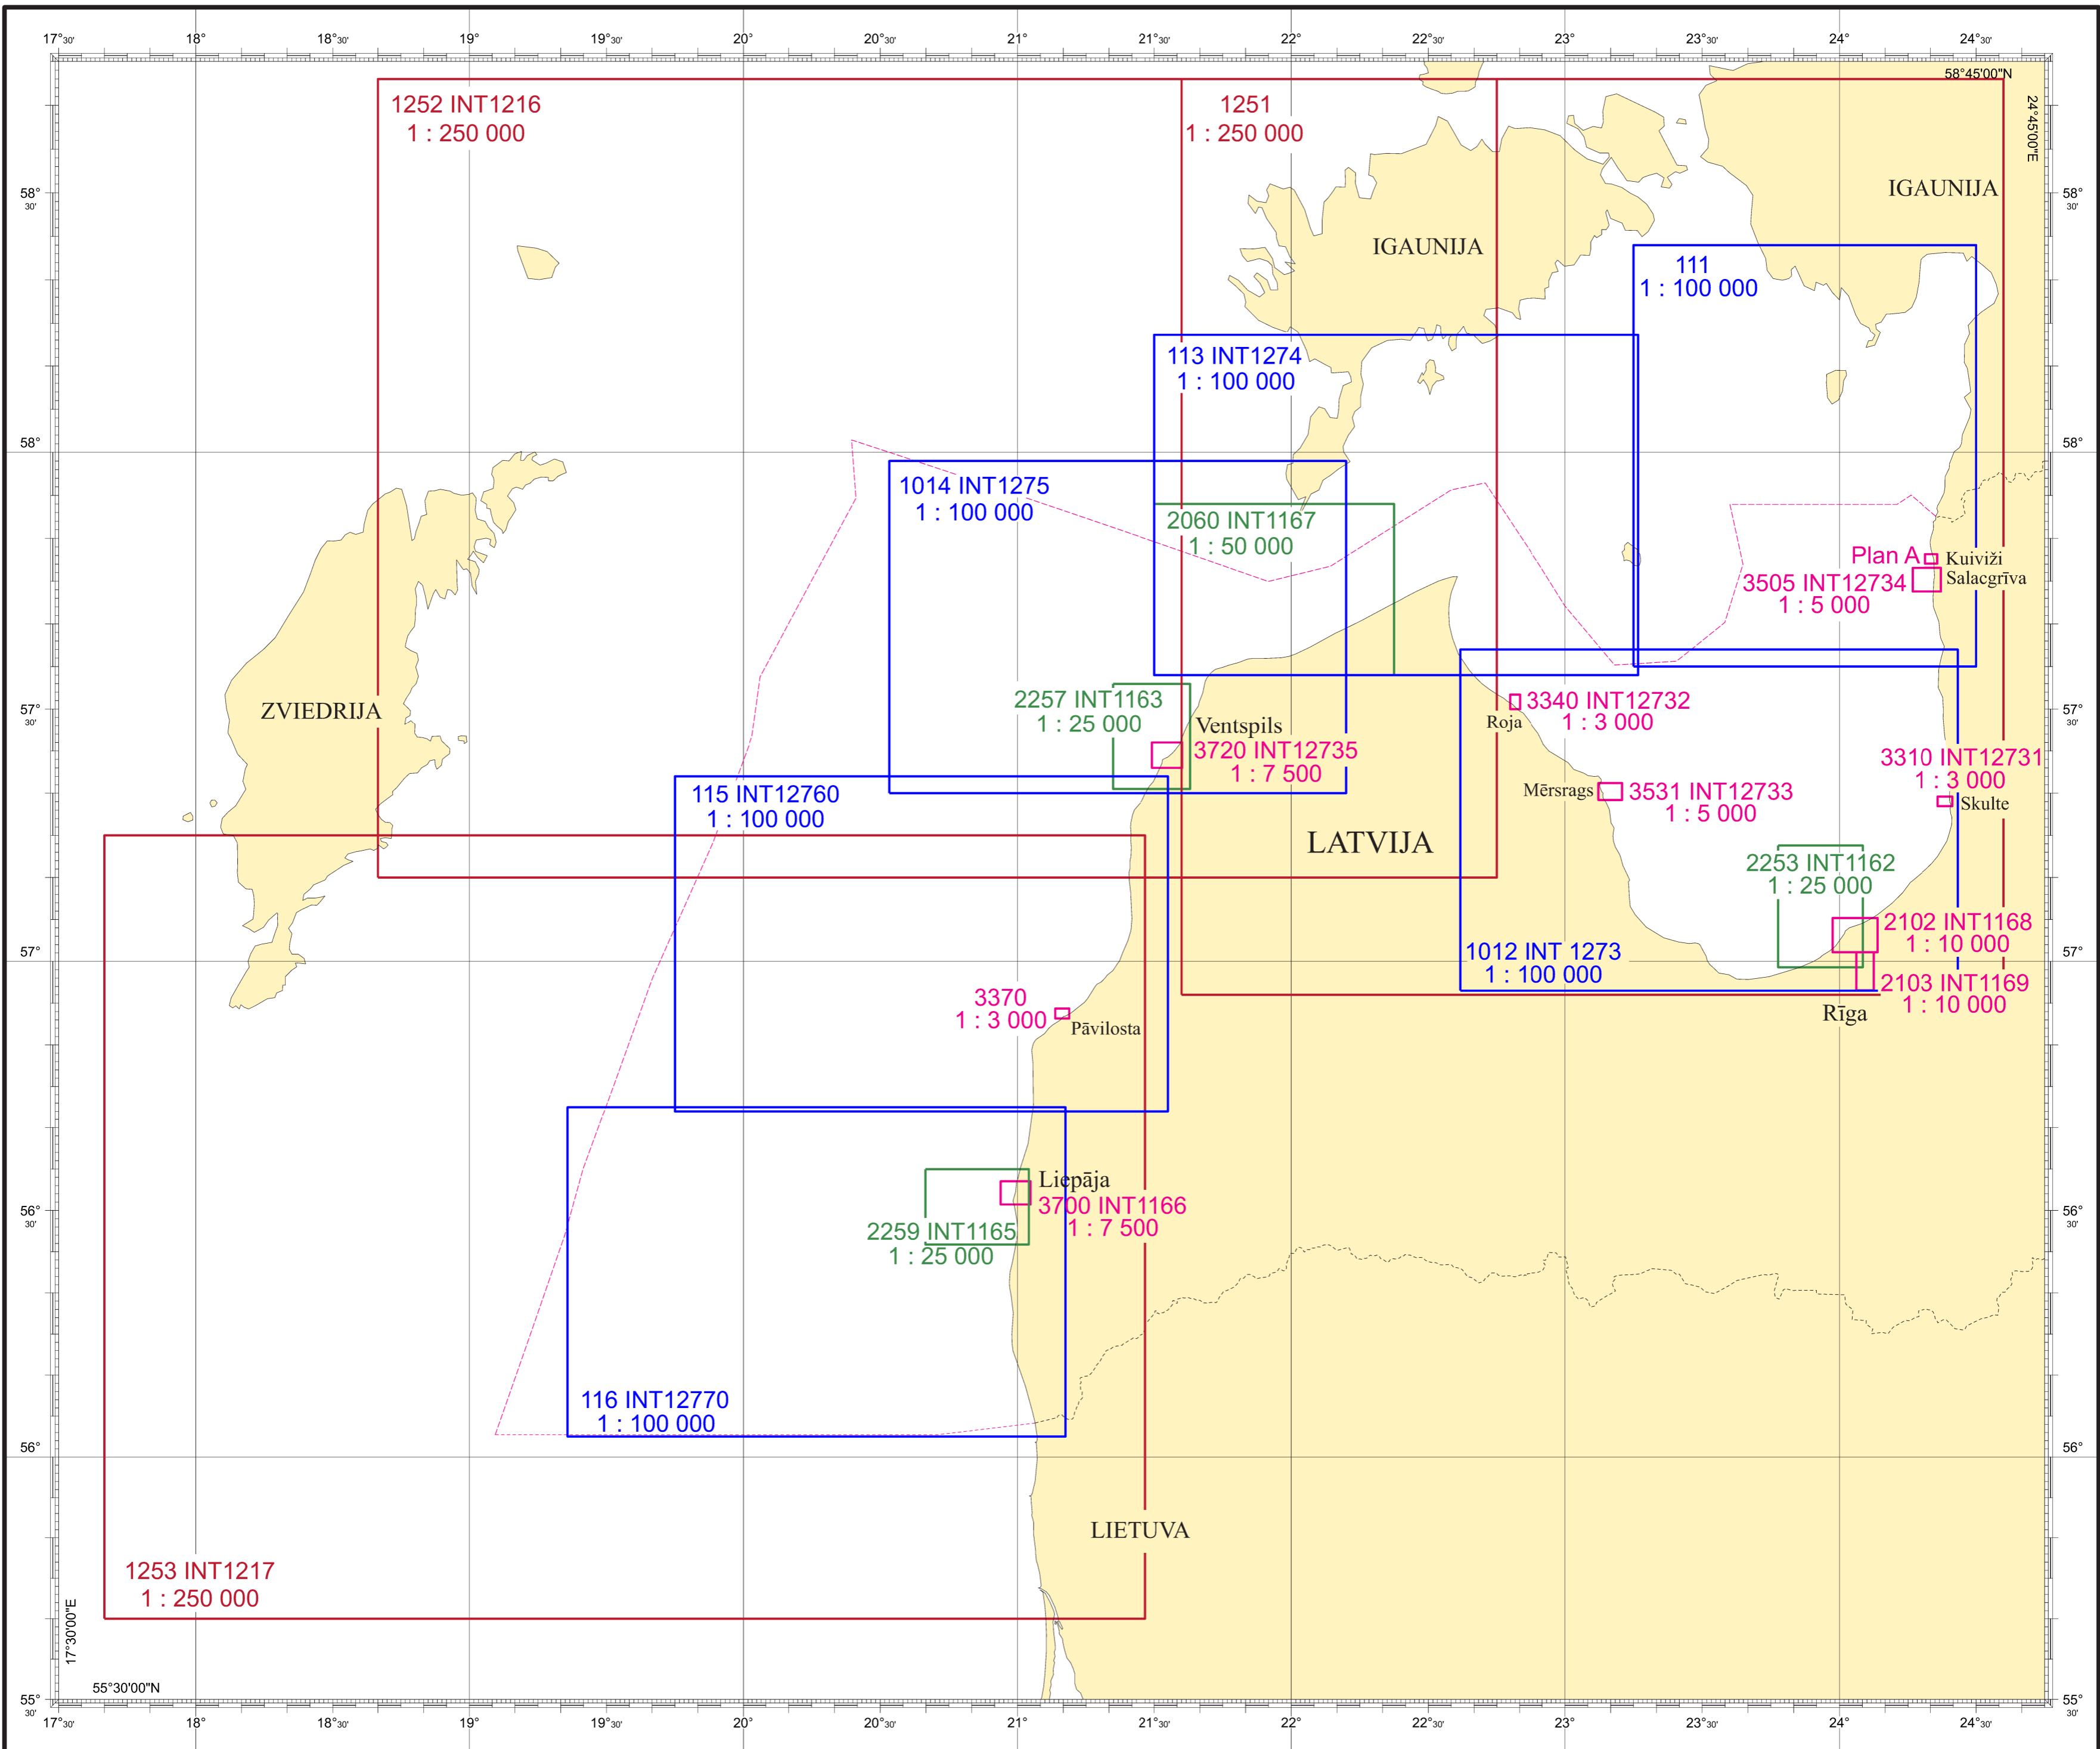 17°30' 18° 18°30' 19° 19°30' 20° 20°30' 21° 21°30' 22° 22°30' 23° 23°30' 24° 24°30'
58°45'00"N
24°45'00"E
1252 INT1216
1 : 250 000
1251
1 : 250 000
58°30'
58°30'
IGAUNIJA
IGAUNIJA
111
1 : 100 000
113 INT1274
1 : 100 000
58°
58°
1014 INT1275
1 : 100 000
2060 INT1167
1 : 50 000
Plan A
Kuiviži
3505 INT12734
Salacgrīva
1 : 5 000
ZVIEDRIJA
57°30'
57°30'
2257 INT1163
1 : 25 000
Ventspils
3720 INT12735
1 : 7 500
3340 INT12732
1 : 3 000
Roja
3310 INT12731
1 : 3 000
Skulte
Mērsrags
3531 INT12733
1 : 5 000
115 INT12760
1 : 100 000
LATVIJA
2253 INT1162
1 : 25 000
2102 INT1168
1 : 10 000
57°
57°
1012 INT 1273
1 : 100 000
2103 INT1169
1 : 10 000
Rīga
3370
1 : 3 000
Pāvilosta
Liepāja
3700 INT1166
1 : 7 500
56°30'
56°30'
2259 INT1165
1 : 25 000
116 INT12770
1 : 100 000
56°
56°
LIETUVA
1253 INT1217
1 : 250 000
17°30'00"E
55°30'00"N
55°30'
55°30'
17°30' 18° 18°30' 19° 19°30' 20° 20°30' 21° 21°30' 22° 22°30' 23° 23°30' 24° 24°30'